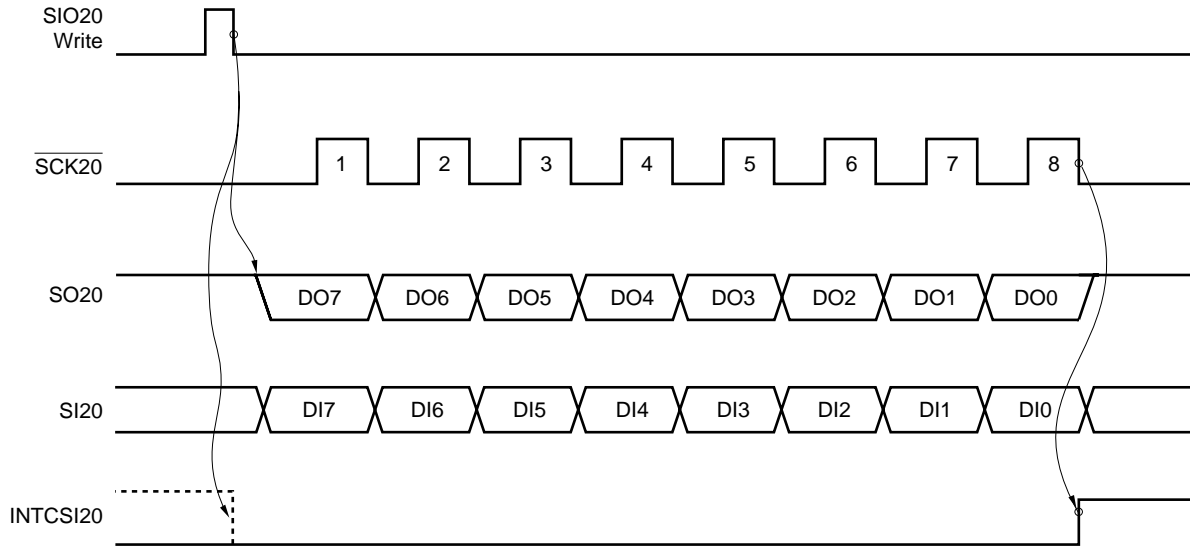 SIO20
Write
SCK20
1 2 3 4 5 6 7 8
SO20
DO7 DO6 DO5 DO4 DO3 DO2 DO1 DO0
SI20
DI7 DI6 DI5 DI4 DI3 DI2 DI1 DI0
INTCSI20